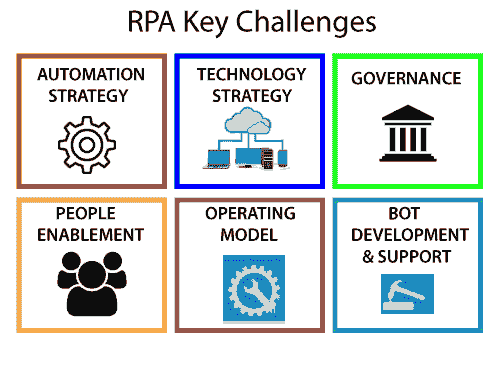 RPA Key Challenges
AUTOMATION
STRATEGY
TECHNOLOGY
STRATEGY
GOVERNANCE
PEOPLE
ENABLEMENT
OPERATING
MODEL
BOT
DEVELOPMENT
& SUPPORT